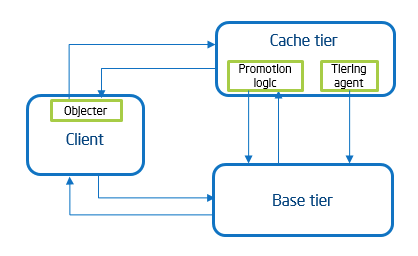 Cache tier
Promotion
logic
Tiering
agent
Objecter
Client
Base tier